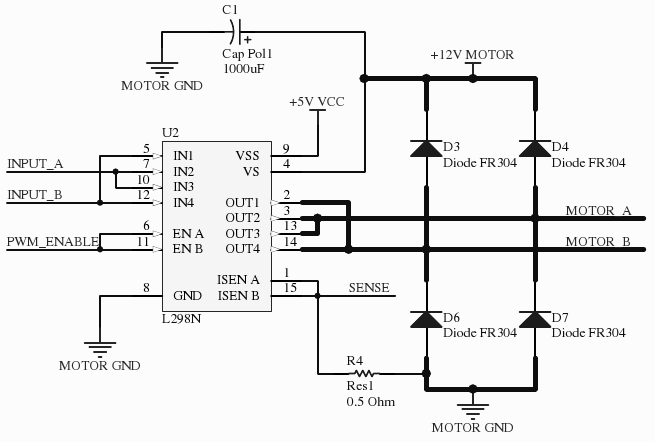 C1
Cap Pol1
1000uF
MOTOR GND
+12V MOTOR
+5V VCC
U2
5 IN1 VSS 9
INPUT_A 7 IN2 VS 4
10 IN3
INPUT_B 12 IN4 OUT1 2
OUT2 3 MOTOR_A
6 EN A OUT3 13
PWM_ENABLE 11 EN B OUT4 14 MOTOR_B
ISEN A 1
8 GND ISEN B 15 SENSE
L298N
D3
Diode FR304
D4
Diode FR304
D6
Diode FR304
D7
Diode FR304
MOTOR GND
R4
Res1
0.5 Ohm
MOTOR GND